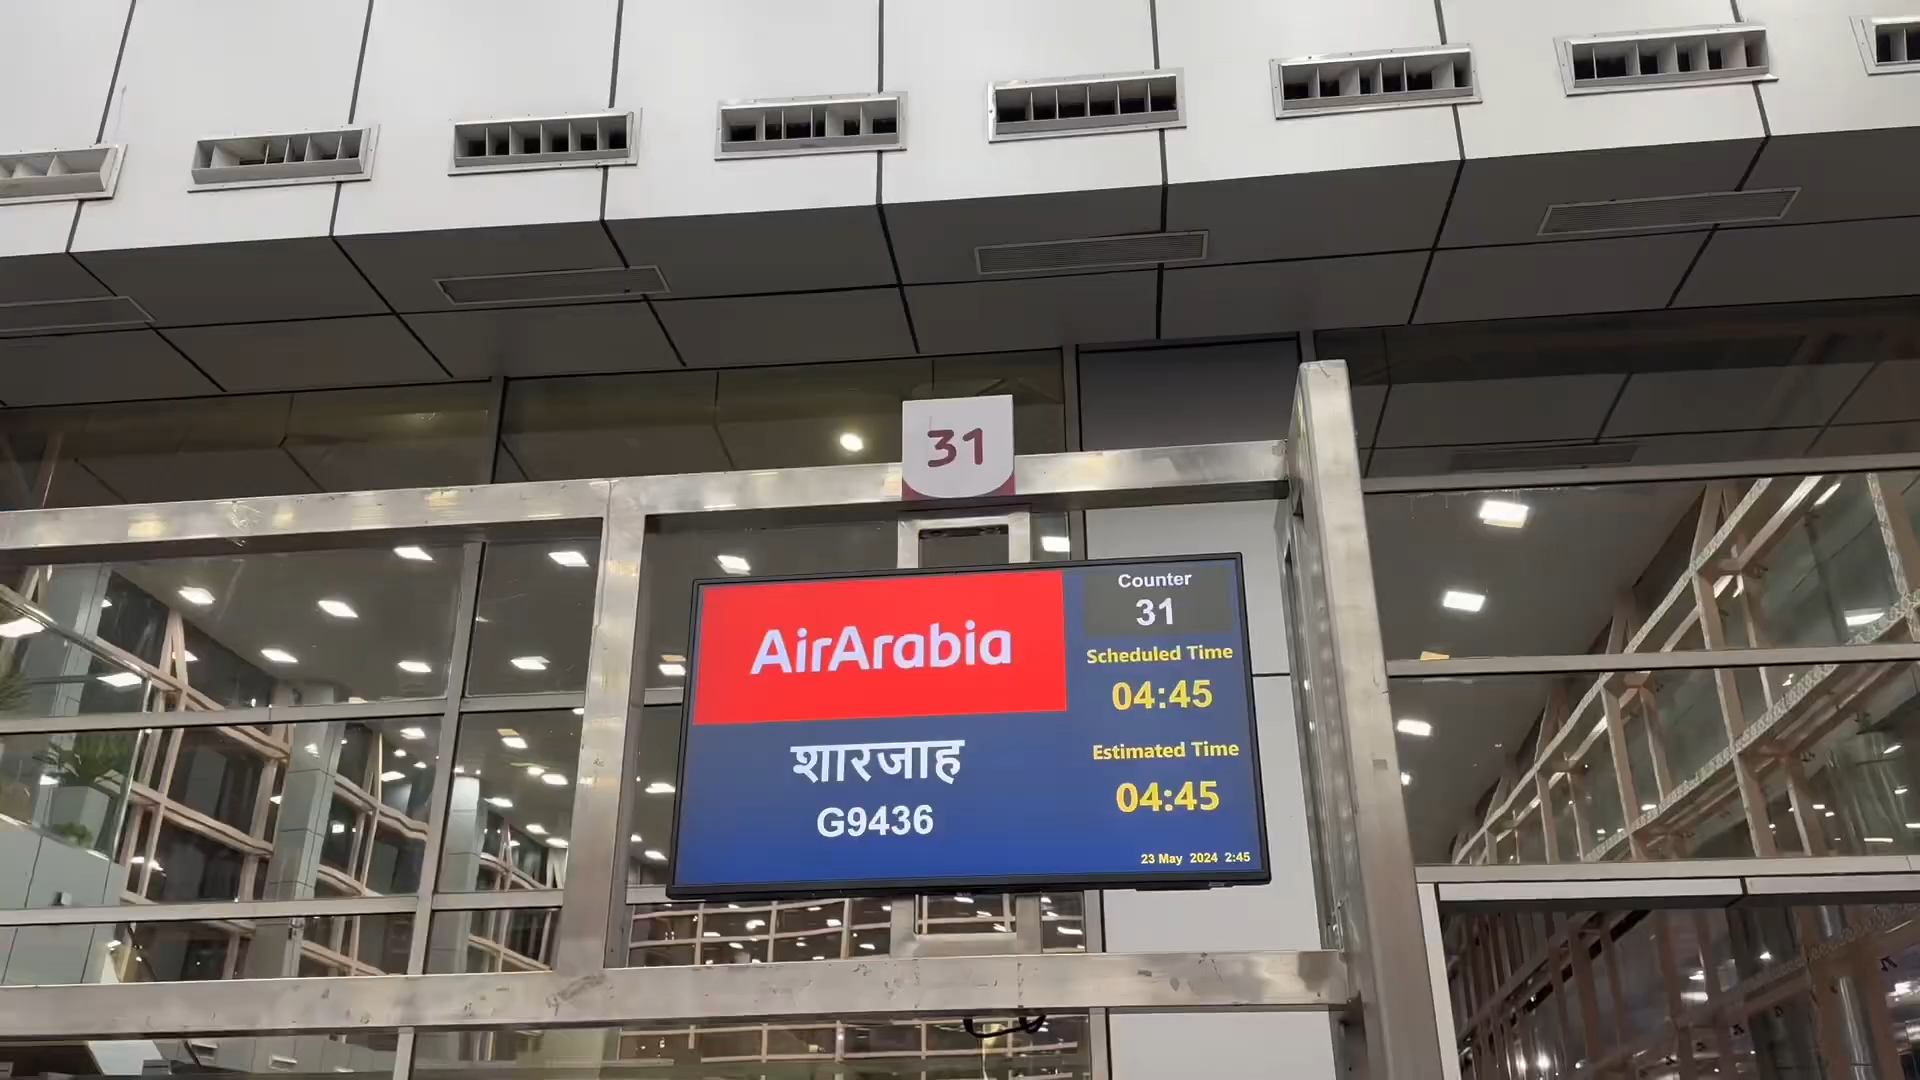 31
AirArabia
शारजाह
G9436
Counter
31
Scheduled Time
04:45
Estimated Time
04:45
23 May 2024 2:45